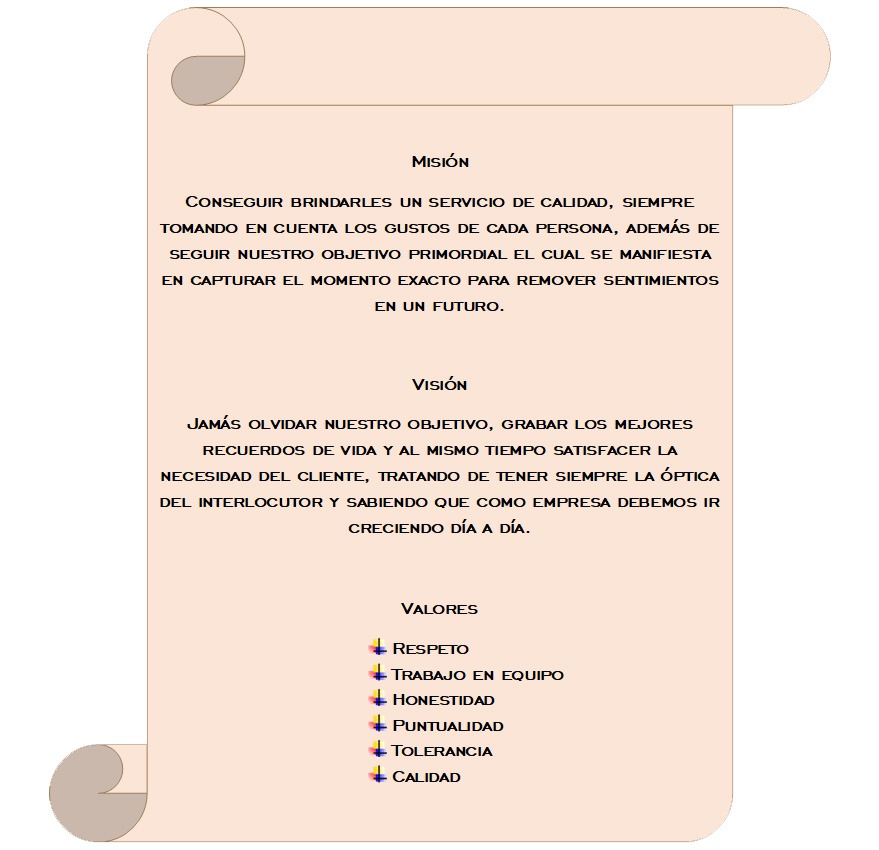 Misión
Conseguir brindarles un servicio de calidad, siempre
tomando en cuenta los gustos de cada persona, además de
seguir nuestro objetivo primordial el cual se manifiesta
en capturar el momento exacto para remover sentimientos
en un futuro.
Visión
Jamás olvidar nuestro objetivo, grabar los mejores
recuerdos de vida y al mismo tiempo satisfacer la
necesidad del cliente, tratando de tener siempre la óptica
del interlocutor y sabiendo que como empresa debemos ir
creciendo día a día.
Valores
Respeto
Trabajo en equipo
Honestidad
Puntualidad
Tolerancia
Calidad